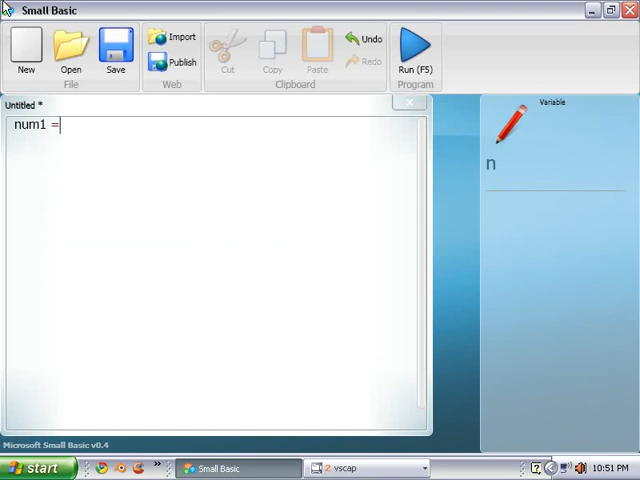 Small Basic
New
Open
Save
File
Import
Publish
Web
Cut
Copy
Paste
Undo
Redo
Clipboard
Run (F5)
Program
Untitled *
num1 =
Variable
n
Microsoft Small Basic v0.4
start
»
Small Basic
2 vscap
10:51 PM